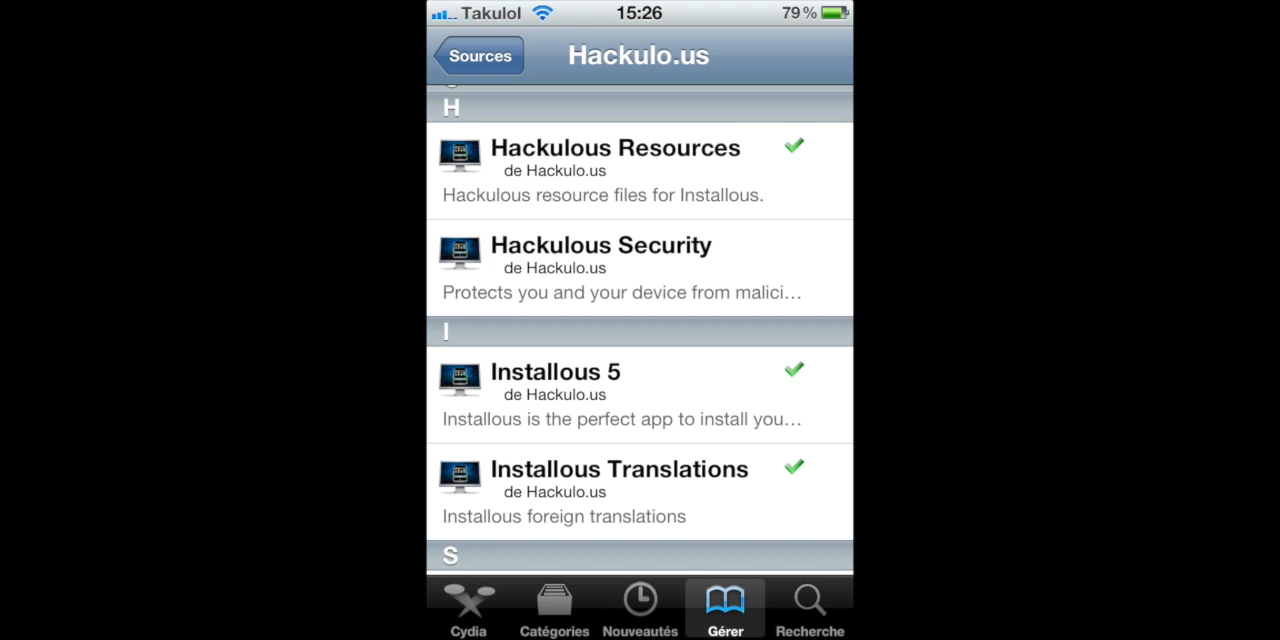 Takulol 15:26 79%
Sources Hackulo.us
H
Hackulous Resources
de Hackulo.us
Hackulous resource files for Installous.
Hackulous Security
de Hackulo.us
Protects you and your device from malici…
I
Installous 5
de Hackulo.us
Installous is the perfect app to install you…
Installous Translations
de Hackulo.us
Installous foreign translations
S
Cydia Catégories Nouveautés Gérer Recherche